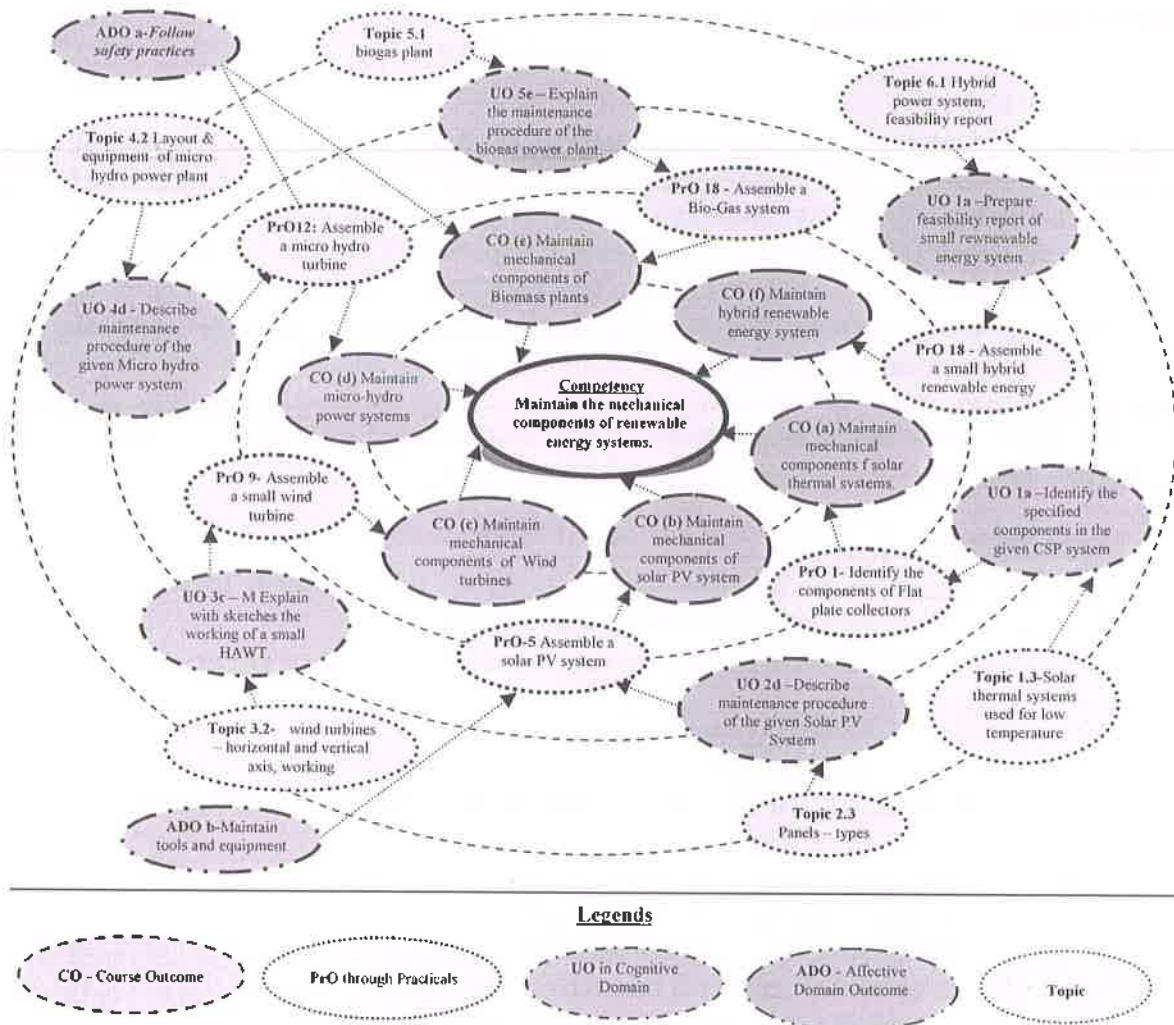 ADO a-Follow
safety practices
Topic 5.1
biogas plant
UO 5e – Explain
the maintenance
procedure of the
biogas power plant.
Topic 6.1 Hybrid
power system,
feasibility report
Topic 4.2 Layout &
equipment of micro
hydro power plant
PrO 18 - Assemble a
Bio-Gas system
UO 1a –Prepare
feasibility report of
small rewnewable
energy sytem
PrO12: Assemble
a micro hydro
turbine
CO (e) Maintain
mechanical
components of
Biomass plants
CO (f) Maintain
hybrid renewable
energy system
UO 4d - Describe
maintenance
procedure of the
given Micro hydro
power system
PrO 18 - Assemble
a small hybrid
renewable energy
CO (d) Maintain
micro-hydro
power systems
Competency
Maintain the mechanical
components of renewable
energy systems.
CO (a) Maintain
mechanical
components f solar
thermal systems.
PrO 9- Assemble
a small wind
turbine
CO (c) Maintain
mechanical
components of Wind
turbines
CO (b) Maintain
mechanical
components of
solar PV system
UO 1a –Identify the
specified
components in the
given CSP system
PrO 1- Identify the
components of Flat
plate collectors
UO 3c – M Explain
with sketches the
working of a small
HAWT.
PrO-5 Assemble a
solar PV system
UO 2d –Describe
maintenance procedure
of the given Solar PV
System
Topic 1.3-Solar
thermal systems
used for low
temperature
Topic 3.2- wind turbines
– horizontal and vertical
axis, working
Topic 2.3
Panels – types
ADO b-Maintain
tools and equipment
Legends
CO - Course Outcome
PrO through Practicals
UO in Cognitive
Domain
ADO - Affective
Domain Outcome
Topic